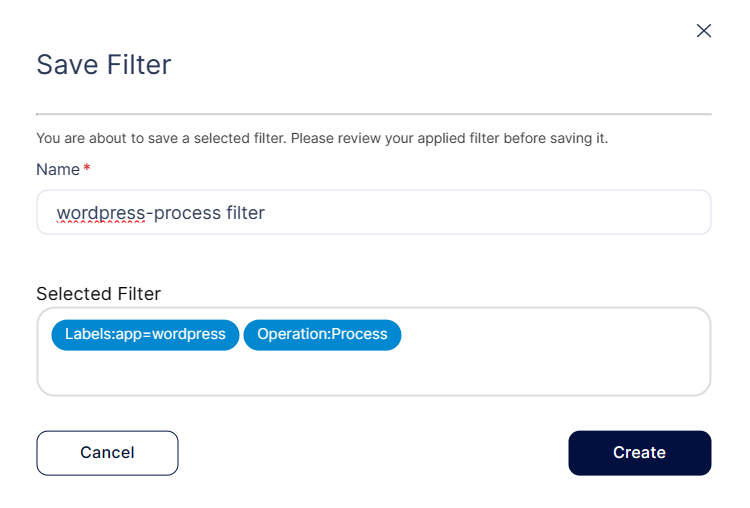 Save Filter
You are about to save a selected filter. Please review your applied filter before saving it.
Name *
wordpress-process filter
Selected Filter
Labels:app=wordpress Operation:Process
Cancel Create